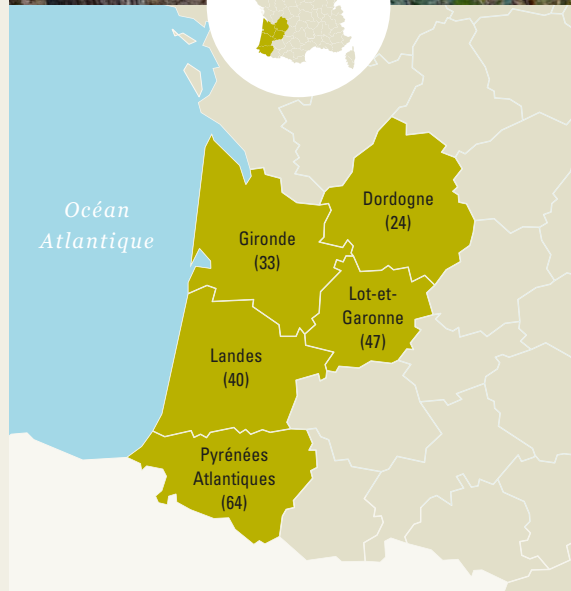 Océan
Atlantique
Dordogne
(24)
Gironde
(33)
Lot-et-
Garonne
(47)
Landes
(40)
Pyrénées
Atlantiques
(64)